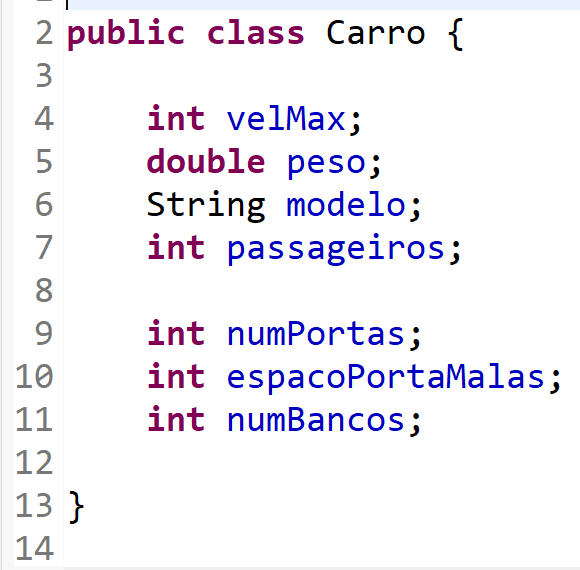 2 public class Carro {
3
4 int velMax;
5 double peso;
6 String modelo;
7 int passageiros;
8
9 int numPortas;
10 int espacoPortaMalas;
11 int numBancos;
12
13 }
14